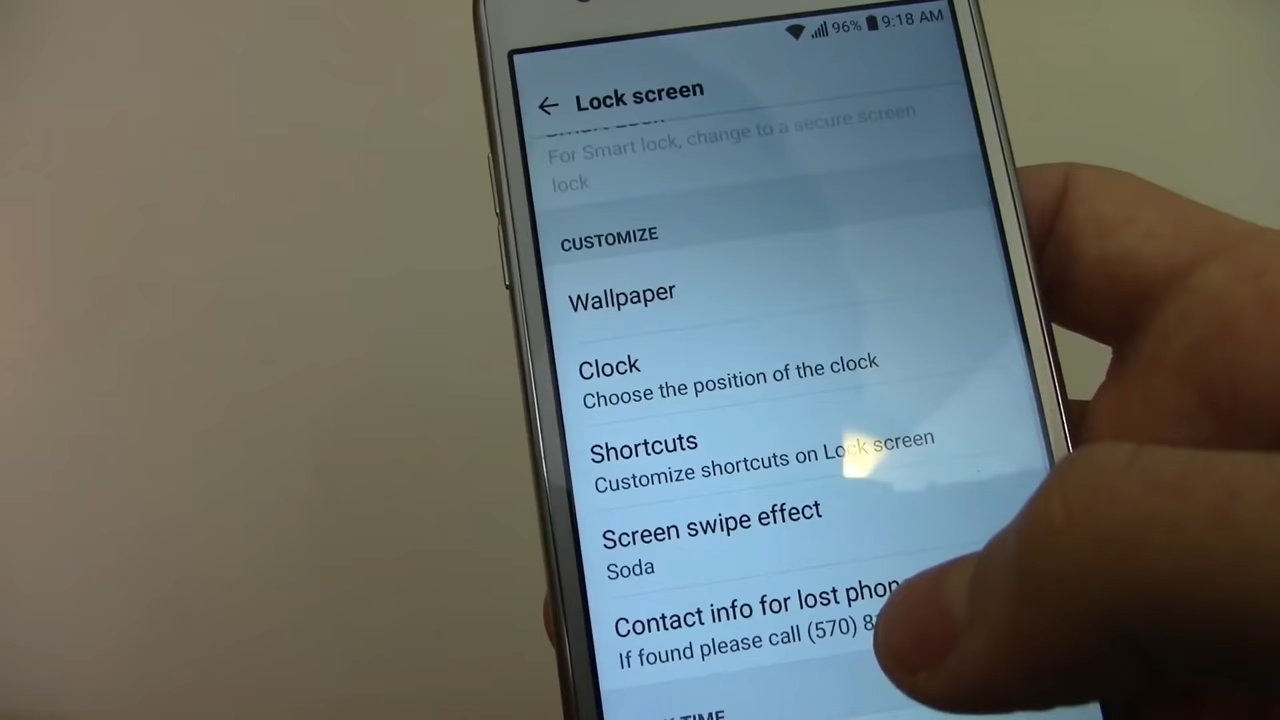 96% 9:18 AM
Lock screen
For Smart lock, change to a secure screen
lock
CUSTOMIZE
Wallpaper
Clock
Choose the position of the clock
Shortcuts
Customize shortcuts on Lock screen
Screen swipe effect
Soda
Contact info for lost phon
If found please call (570) 8
TIME